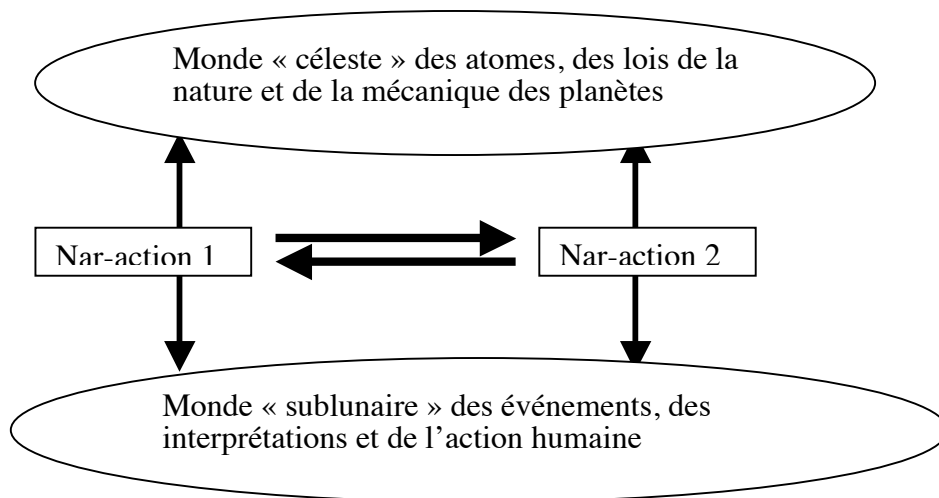 Monde « céleste » des atomes, des lois de la
nature et de la mécanique des planètes
Nar-action 1
Nar-action 2
Monde « sublunaire » des événements, des
interprétations et de l’action humaine